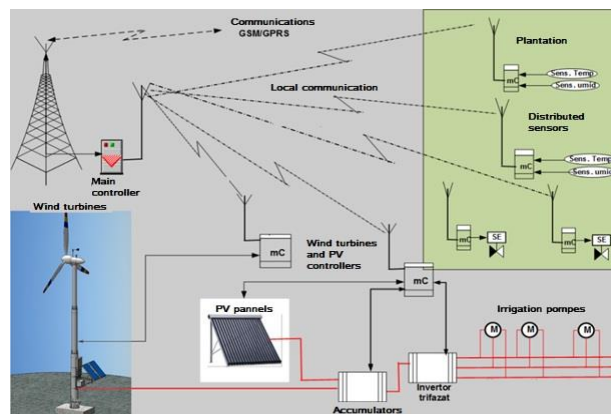 Communications
GSM/GPRS
Plantation
mC
Sens. Temp
Sens. umid
Local communication
Distributed
sensors
mC
Sens. Temp
Sens. umid
Main
controller
Wind turbines
mC
Wind turbines
and PV
controllers
mC
mC
SE
mC
SE
PV pannels
Irrigation pompes
M
M
M
Accumulators
Invertor
trifazat